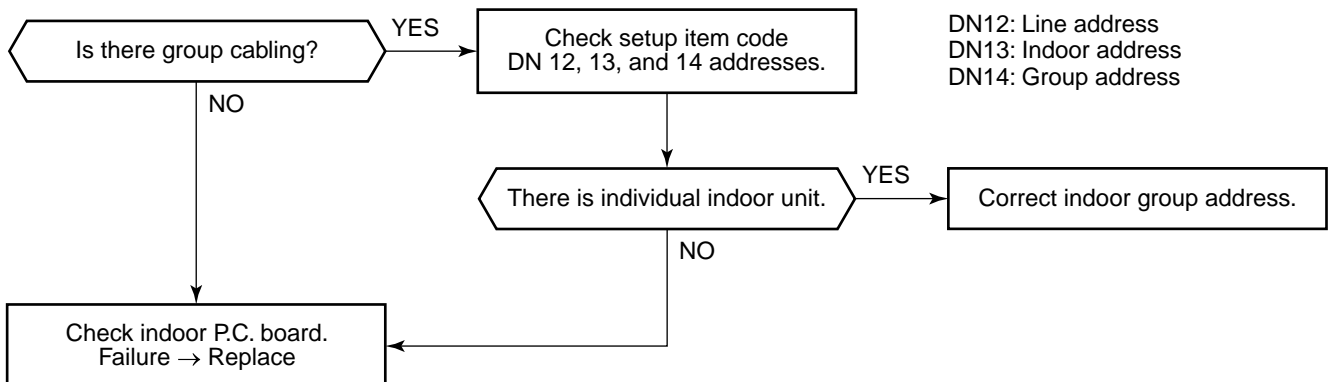 Is there group cabling?
YES
NO
Check setup item code
DN 12, 13, and 14 addresses.
DN12: Line address
DN13: Indoor address
DN14: Group address
There is individual indoor unit.
YES
NO
Correct indoor group address.
Check indoor P.C. board.
Failure → Replace